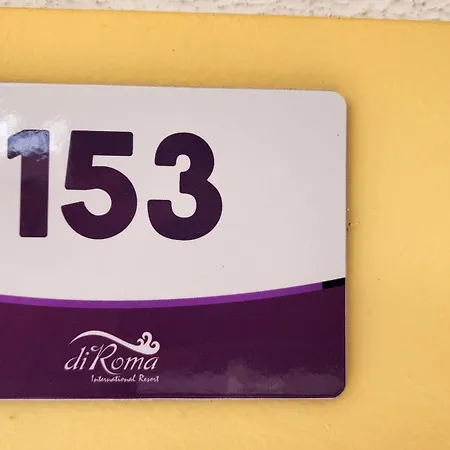 153
diRoma
International Resort